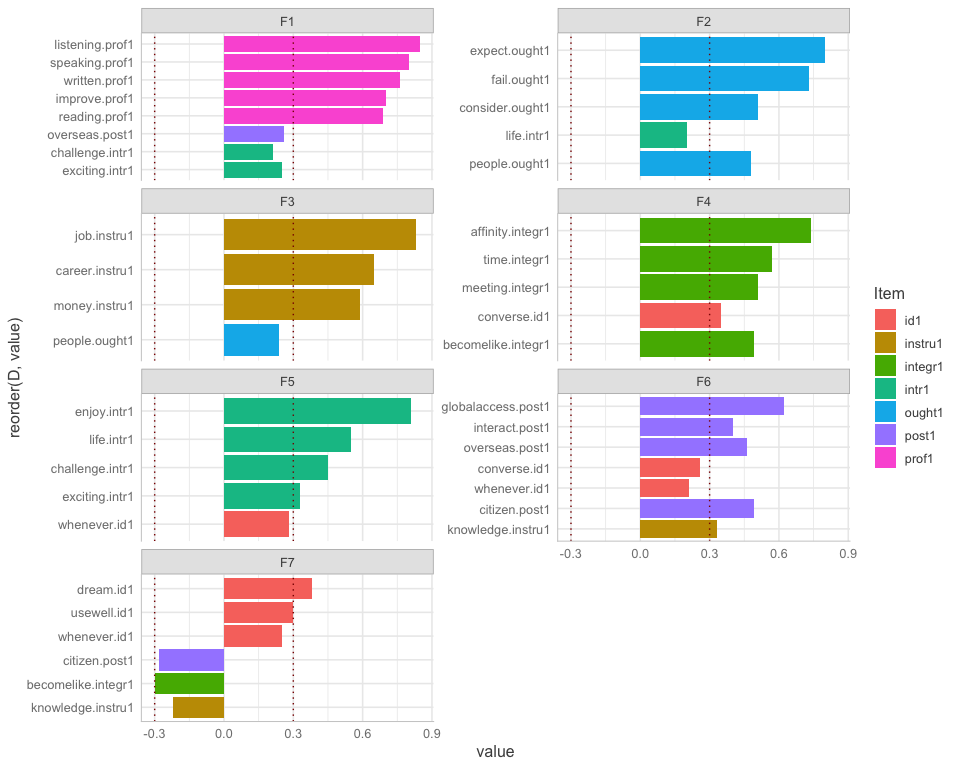 F1
listening.prof1
speaking.prof1
written.prof1
improve.prof1
reading.prof1
overseas.post1
challenge.intr1
exciting.intr1
F2
expect.ought1
fail.ought1
consider.ought1
life.intr1
people.ought1
F3
job.instru1
career.instru1
money.instru1
people.ought1
F4
affinity.integr1
time.integr1
meeting.integr1
converse.id1
becomelike.integr1
F5
enjoy.intr1
life.intr1
challenge.intr1
exciting.intr1
whenever.id1
F6
globalaccess.post1
interact.post1
overseas.post1
converse.id1
whenever.id1
citizen.post1
knowledge.instru1
-0.3 0.0 0.3 0.6 0.9
F7
dream.id1
usewell.id1
whenever.id1
citizen.post1
becomelike.integr1
knowledge.instru1
-0.3 0.0 0.3 0.6 0.9
value
reorder(D, value)
Item
id1
instru1
integr1
intr1
ought1
post1
prof1